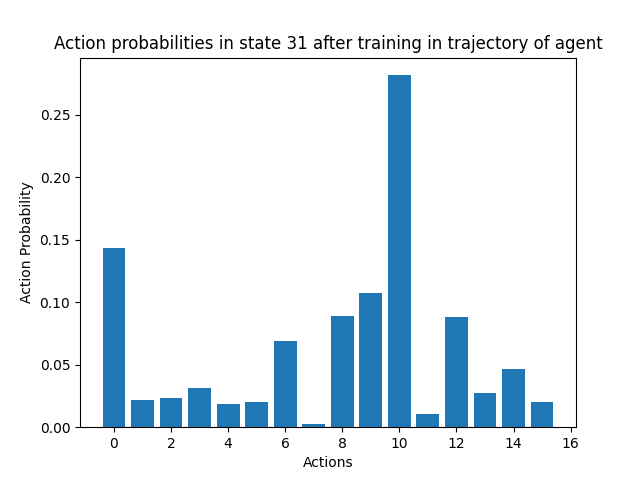 Action probabilities in state 31 after training in trajectory of agent
Action Probability
0.25
0.20
0.15
0.10
0.05
0.00
0 2 4 6 8 10 12 14 16
Actions